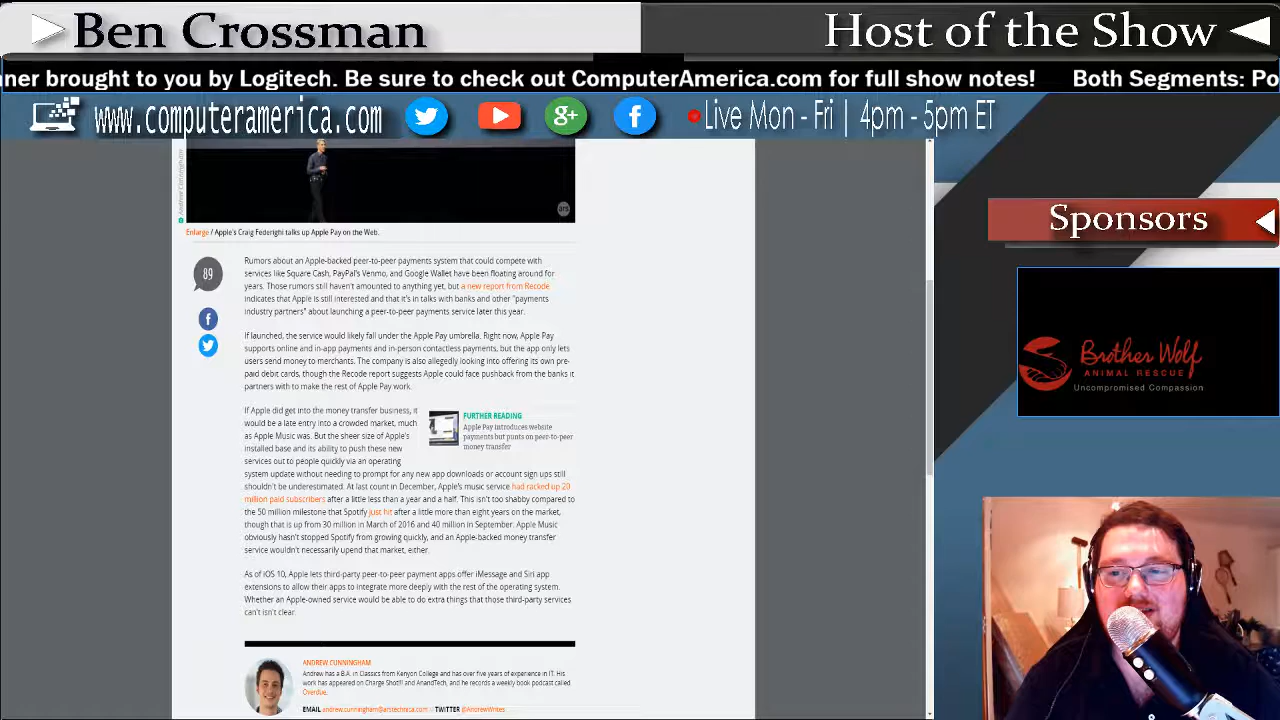 Ben Crossman
Host of the Show
ner brought to you by Logitech. Be sure to check out ComputerAmerica.com for full show notes! Both Segments: Po
www.computeramerica.com
Live Mon - Fri | 4pm - 5pm ET
Sponsors
Brother Wolf
ANIMAL RESCUE
Uncompromised Compassion
Andrew Cunningham
ars
Enlarge / Apple's Craig Federighi talks up Apple Pay on the Web.
89
Rumors about an Apple-backed peer-to-peer payments system that could compete with
services like Square Cash, PayPal's Venmo, and Google Wallet have been floating around for
years. Those rumors still haven't amounted to anything yet, but a new report from Recode
indicates that Apple is still interested and that it's in talks with banks and other "payments
industry partners" about launching a peer-to-peer payments service later this year.
If launched, the service would likely fall under the Apple Pay umbrella. Right now, Apple Pay
supports online and in-app payments and in-person contactless payments, but the app only lets
users send money to merchants. The company is also allegedly looking into offering its own pre-
paid debit cards, though the Recode report suggests Apple could face pushback from the banks it
partners with to make the rest of Apple Pay work.
If Apple did get into the money transfer business, it
would be a late entry into a crowded market, much
as Apple Music was. But the sheer size of Apple's
installed base and its ability to push these new
services out to people quickly via an operating
system update without needing to prompt for any new app downloads or account sign ups still
shouldn't be underestimated. At last count in December, Apple's music service had racked up 20
million paid subscribers after a little less than a year and a half. This isn't too shabby compared to
the 50 million milestone that Spotify just hit after a little more than eight years on the market,
though that is up from 30 million in March of 2016 and 40 million in September. Apple Music
obviously hasn't stopped Spotify from growing quickly, and an Apple-backed money transfer
service wouldn't necessarily upend that market, either.
FURTHER READING
Apple Pay introduces website
payments but punts on peer-to-peer
money transfer
As of iOS 10, Apple lets third-party peer-to-peer payment apps offer iMessage and Siri app
extensions to allow their apps to integrate more deeply with the rest of the operating system.
Whether an Apple-owned service would be able to do extra things that those third-party services
can't isn't clear.
ANDREW CUNNINGHAM
Andrew has a B.A. in Classics from Kenyon College and has over five years of experience in IT. His
work has appeared on Charge Shot!!! and AnandTech, and he records a weekly book podcast called
Overdue.
EMAIL andrew.cunningham@arstechnica.com // TWITTER @AndrewWrites